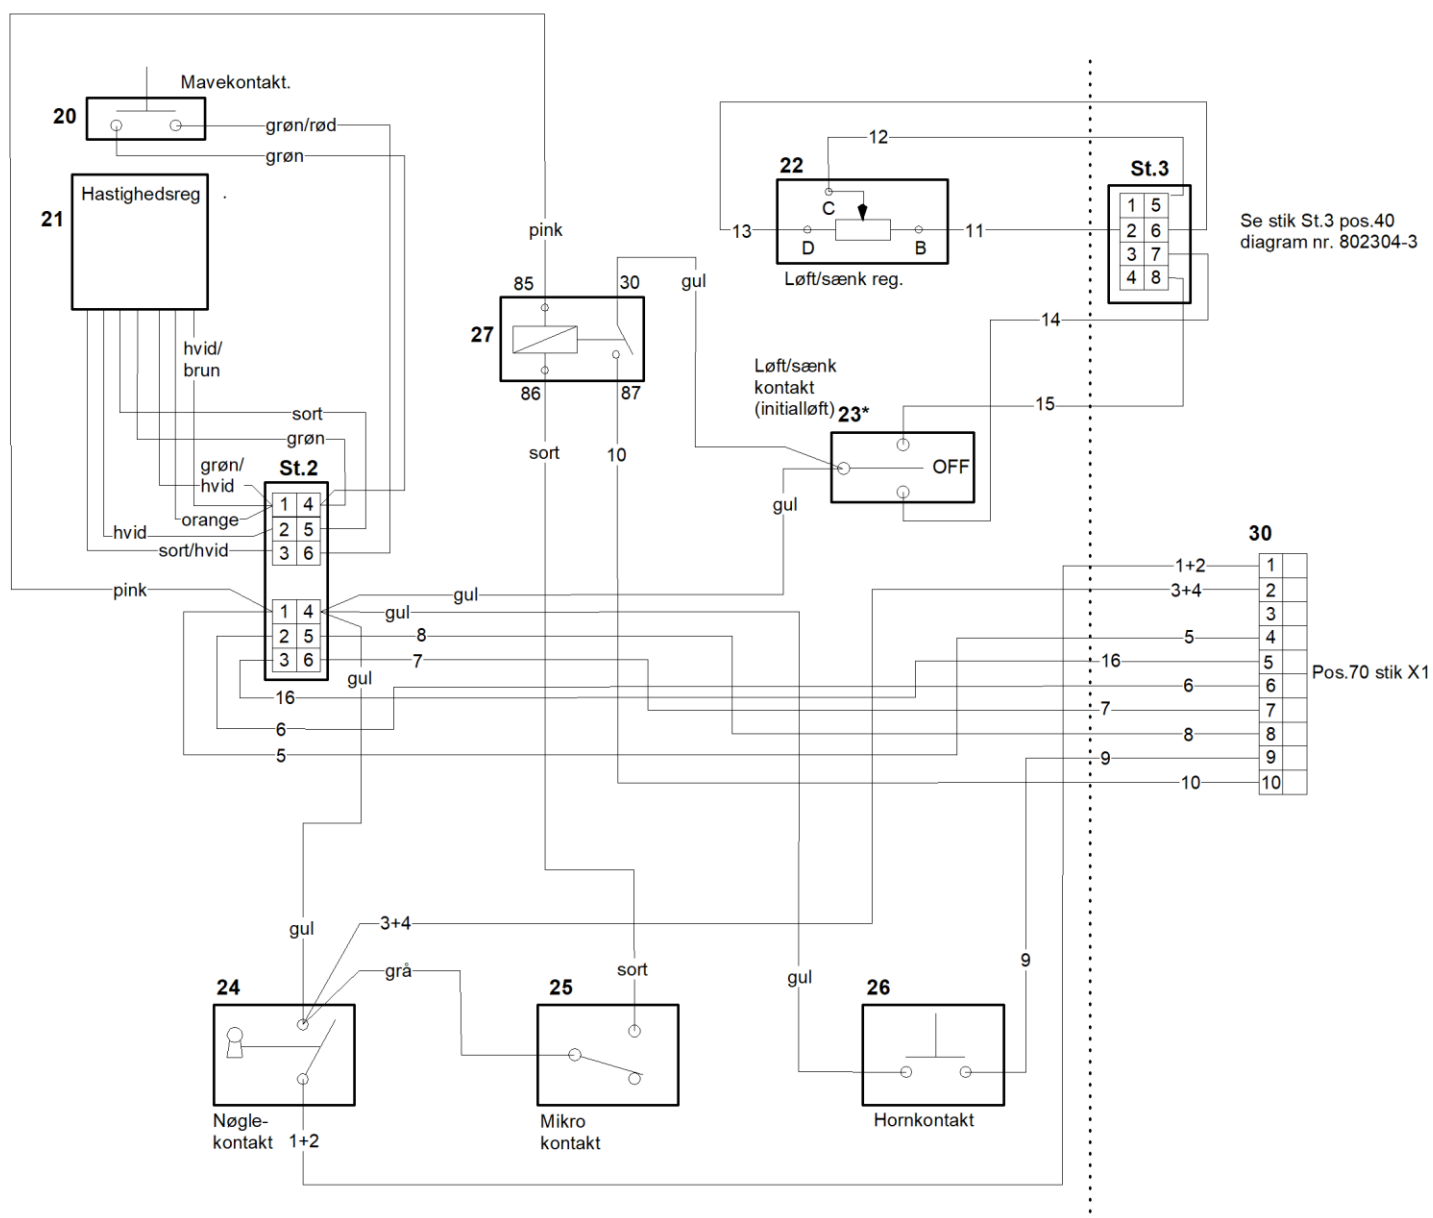 Mavekontakt.
20
grøn/rød
grøn
12
22
St.3
Hastighedsreg
.
21
C
1 5
Se stik St.3 pos.40
pink
13
D
B
11
2 6
diagram nr. 802304-3
3 7
Løft/sænk reg.
4 8
85
30
gul
14
27
hvid/
brun
Løft/sænk
kontakt
(initialløft)
23*
86
87
15
sort
grøn
sort
10
grøn/
hvid
St.2
OFF
1 4
gul
orange
2 5
hvid
3 6
sort/hvid
30
1+2
1
pink
gul
3+4
2
1 4
gul
3
2 5
8
5
4
3 6
7
16
5
Pos.70 stik X1
gul
16
6
6
7
7
6
8
8
5
9
9
10
10
3+4
gul
grå
sort
gul
9
24
25
26
Nøgle-
kontakt
1+2
Mikro
kontakt
Hornkontakt